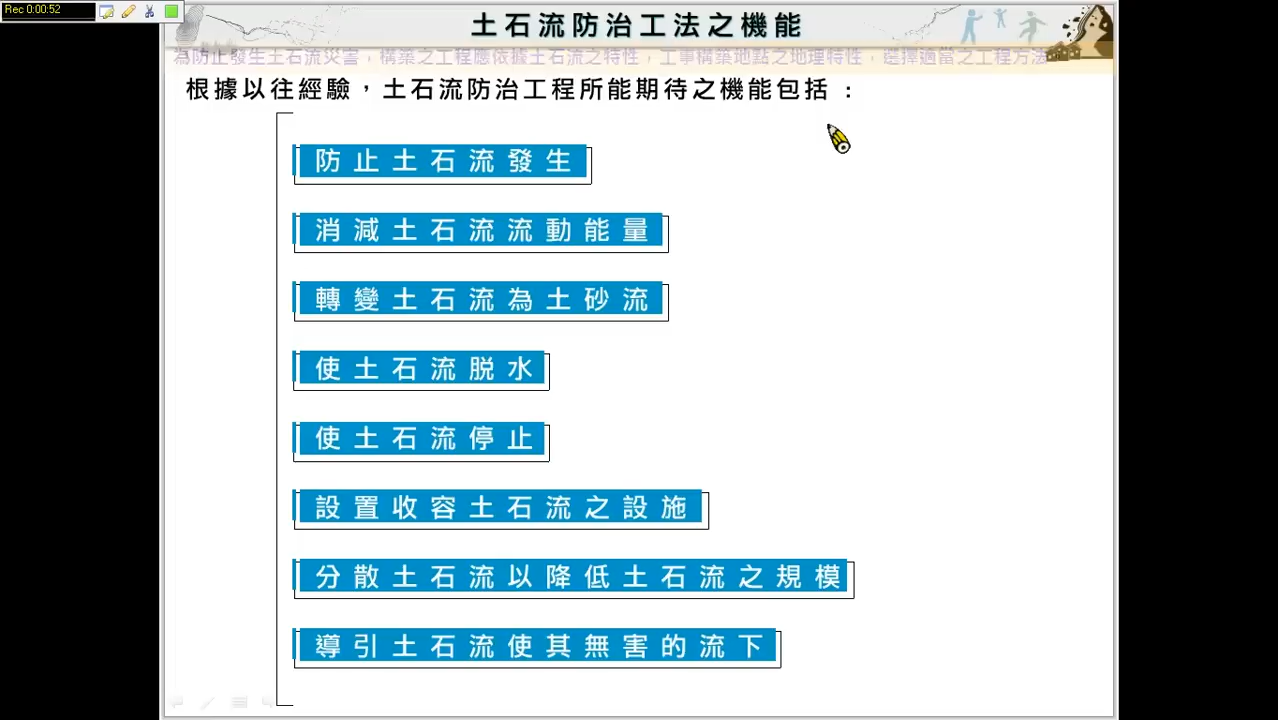 Rec 0:00:52
土石流防治工法之機能
為防止發生土石流災害，構築之工程應依據土石流之特性，工事構築地點之地理特性，選擇適當之工程方法
根據以往經驗，土石流防治工程所能期待之機能包括：
防止土石流發生
消減土石流流動能量
轉變土石流為土砂流
使土石流脫水
使土石流停止
設置收容土石流之設施
分散土石流以降低土石流之規模
導引土石流使其無害的流下